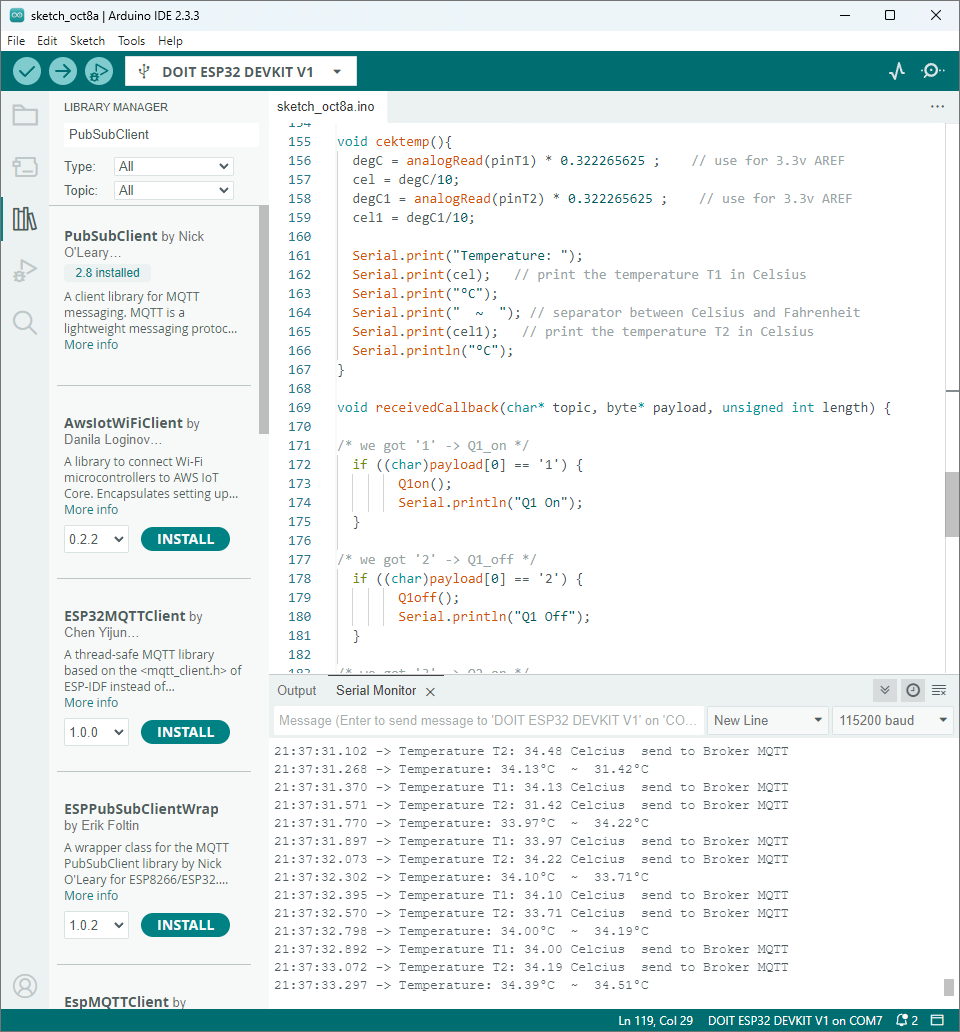 sketch_oct8a | Arduino IDE 2.3.3
File Edit Sketch Tools Help
DOIT ESP32 DEVKIT V1
LIBRARY MANAGER
PubSubClient
Type: All
Topic: All
PubSubClient by Nick
O'Leary…
2.8 installed
A client library for MQTT
messaging. MQTT is a
lightweight messaging protoc...
More info
AwsIotWiFiClient by
Danila Loginov…
A library to connect Wi-Fi
microcontrollers to AWS IoT
Core. Encapsulates setting up...
More info
0.2.2 INSTALL
ESP32MQTTClient by
Chen Yijun…
A thread-safe MQTT library
based on the <mqtt_client.h> of
ESP-IDF instead of...
More info
1.0.0 INSTALL
ESPPubSubClientWrap
by Erik Foltin
A wrapper class for the MQTT
PubSubClient library by Nick
O'Leary for ESP8266/ESP32....
More info
1.0.2 INSTALL
EspMQTTClient by
sketch_oct8a.ino
154
155 void cektemp(){
156 degC = analogRead(pinT1) * 0.322265625 ; // use for 3.3v AREF
157 cel = degC/10;
158 degC1 = analogRead(pinT2) * 0.322265625 ; // use for 3.3v AREF
159 cel1 = degC1/10;
160
161 Serial.print("Temperature: ");
162 Serial.print(cel); // print the temperature T1 in Celsius
163 Serial.print("°C");
164 Serial.print("  ~  "); // separator between Celsius and Fahrenheit
165 Serial.print(cel1); // print the temperature T2 in Celsius
166 Serial.println("°C");
167 }
168
169 void receivedCallback(char* topic, byte* payload, unsigned int length) {
170
171 /* we got '1' -> Q1_on */
172 if ((char)payload[0] == '1') {
173 Q1on();
174 Serial.println("Q1 On");
175 }
176
177 /* we got '2' -> Q1_off */
178 if ((char)payload[0] == '2') {
179 Q1off();
180 Serial.println("Q1 Off");
181 }
182
183 /* we got '3' -> Q2_on */
Output Serial Monitor
Message (Enter to send message to 'DOIT ESP32 DEVKIT V1' on 'CO... New Line 115200 baud
21:37:31.102 -> Temperature T2: 34.48 Celcius  send to Broker MQTT
21:37:31.268 -> Temperature: 34.13°C  ~  31.42°C
21:37:31.370 -> Temperature T1: 34.13 Celcius  send to Broker MQTT
21:37:31.571 -> Temperature T2: 31.42 Celcius  send to Broker MQTT
21:37:31.770 -> Temperature: 33.97°C  ~  34.22°C
21:37:31.897 -> Temperature T1: 33.97 Celcius  send to Broker MQTT
21:37:32.073 -> Temperature T2: 34.22 Celcius  send to Broker MQTT
21:37:32.302 -> Temperature: 34.10°C  ~  33.71°C
21:37:32.395 -> Temperature T1: 34.10 Celcius  send to Broker MQTT
21:37:32.570 -> Temperature T2: 33.71 Celcius  send to Broker MQTT
21:37:32.798 -> Temperature: 34.00°C  ~  34.19°C
21:37:32.892 -> Temperature T1: 34.00 Celcius  send to Broker MQTT
21:37:33.072 -> Temperature T2: 34.19 Celcius  send to Broker MQTT
21:37:33.297 -> Temperature: 34.39°C  ~  34.51°C
Ln 119, Col 29 DOIT ESP32 DEVKIT V1 on COM7 2